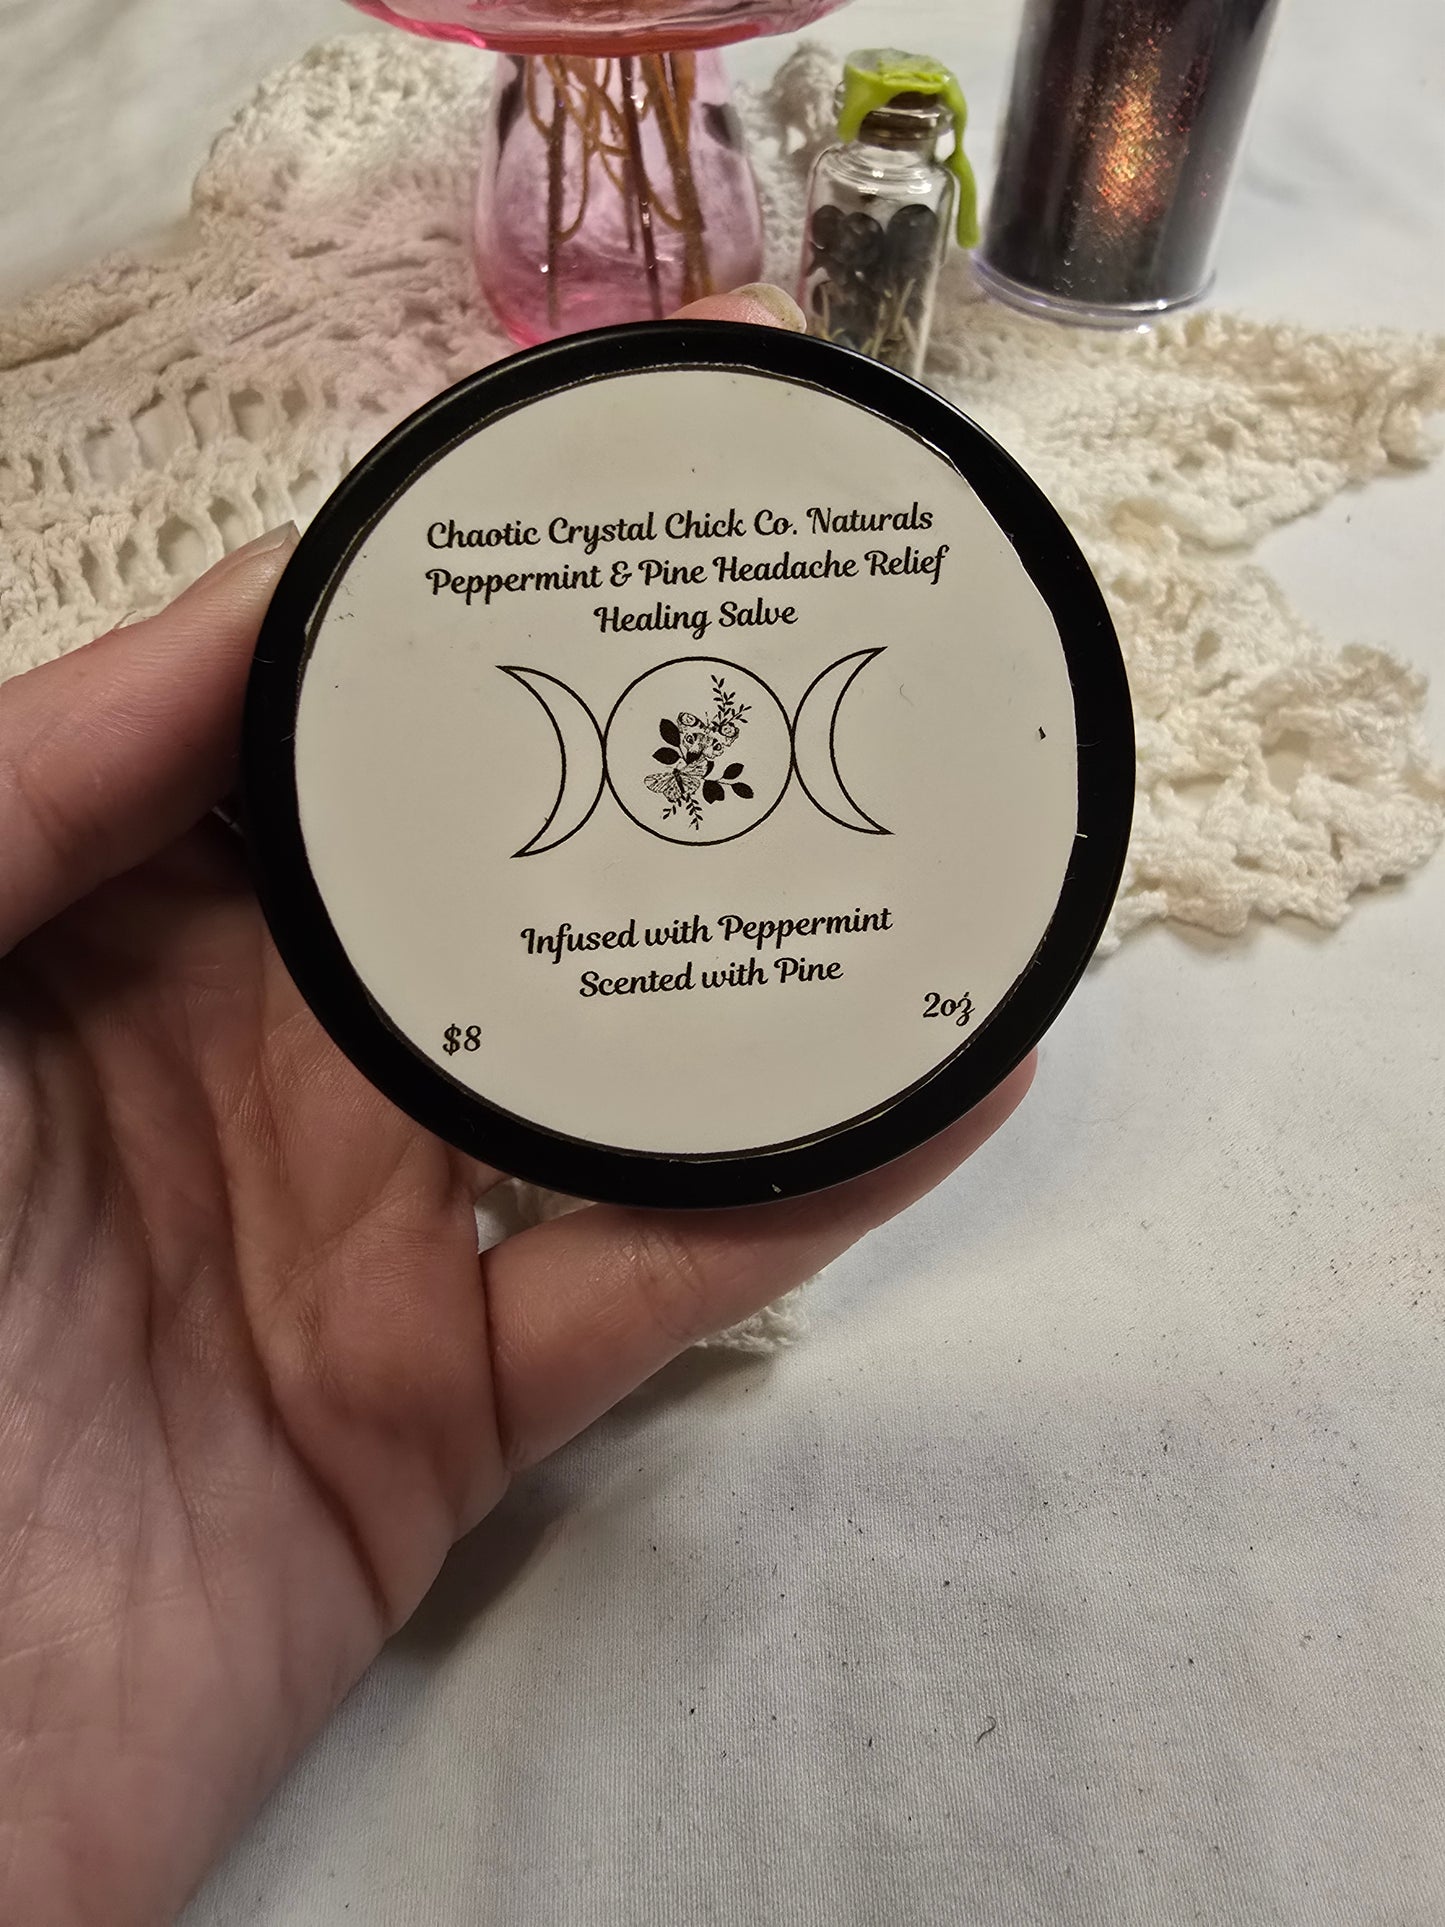 Chaotic Crystal Chick Co. Naturals
Peppermint & Pine Headache Relief
Healing Salve
Infused with Peppermint
Scented with Pine
$8
2oz